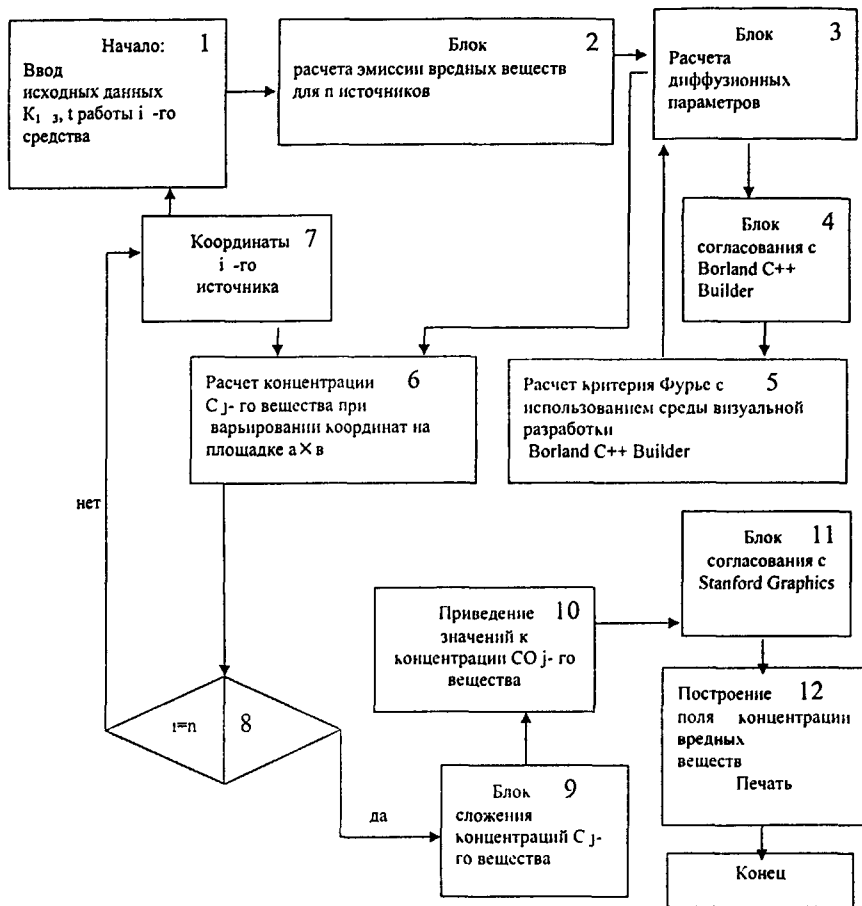 Начало: 1
Ввод
исходных данных
K₁ ₃, t работы i -го
средства
Блок 2
расчета эмиссии вредных веществ
для n источников
Блок 3
Расчета
диффузионных
параметров
Блок 4
согласования с
Borland C++
Builder
Расчет критерия Фурье с 5
использованием среды визуальной
разработки
Borland C++ Builder
Координаты 7
i -го
источника
Расчет концентрации 6
C j- го вещества при
варьировании координат на
площадке a×в
нет
i=n 8
да
Блок 9
сложения
концентраций C j-
го вещества
Приведение 10
значений к
концентрации CO j- го
вещества
Блок 11
согласования с
Stanford Graphics
Построение 12
поля концентрации
вредных
веществ
Печать
Конец